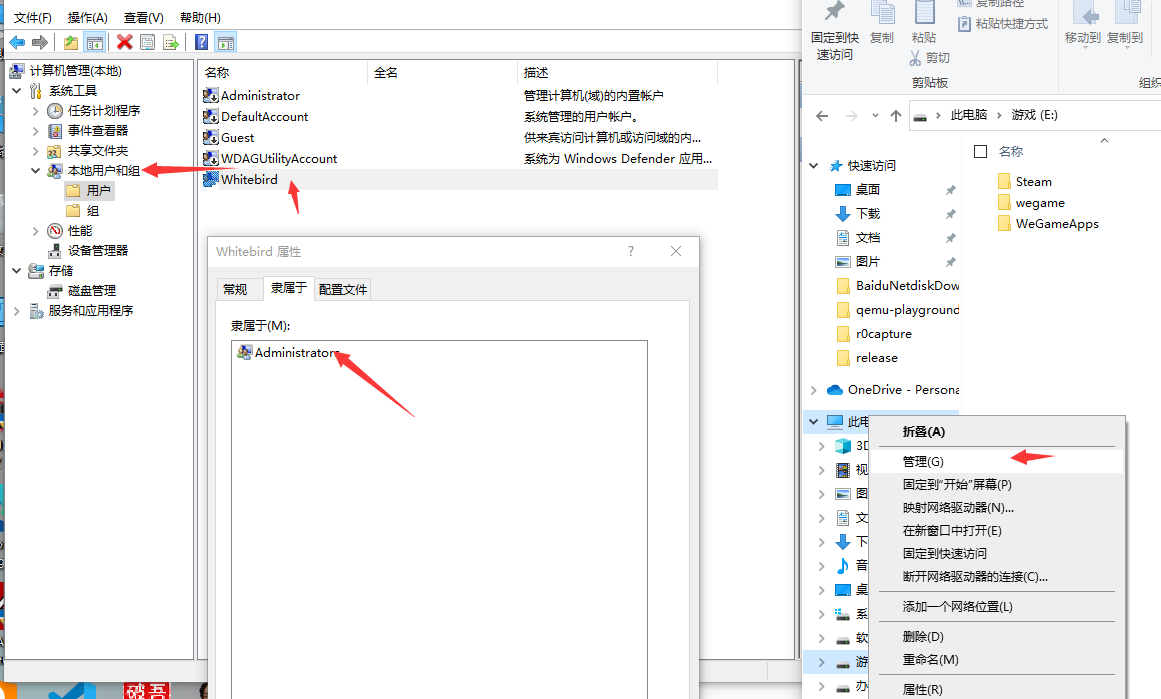 文件(F) 操作(A) 查看(V) 帮助(H)
计算机管理(本地)
系统工具
任务计划程序
事件查看器
共享文件夹
本地用户和组
用户
组
性能
设备管理器
存储
磁盘管理
服务和应用程序
名称 全名 描述
Administrator 管理计算机(域)的内置帐户
DefaultAccount 系统管理的用户帐户。
Guest 供来宾访问计算机或访问域的内...
WDAGUtilityAccount 系统为 Windows Defender 应用...
Whitebird
Whitebird 属性
常规 隶属于 配置文件
隶属于(M):
Administrators
破吾
固定到快
速访问
复制
粘贴
复制路径
粘贴快捷方式
剪切
剪贴板
移动到 复制到
组织
此电脑 游戏 (E:)
快速访问
桌面
下载
文档
图片
BaiduNetdiskDow
qemu-playground
r0capture
release
OneDrive - Persona
此电
3D
视
图
文
下
音
桌
系
软
游
办
名称
Steam
wegame
WeGameApps
折叠(A)
管理(G)
固定到"开始"屏幕(P)
映射网络驱动器(N)...
在新窗口中打开(E)
固定到快速访问
断开网络驱动器的连接(C)...
添加一个网络位置(L)
删除(D)
重命名(M)
属性(R)